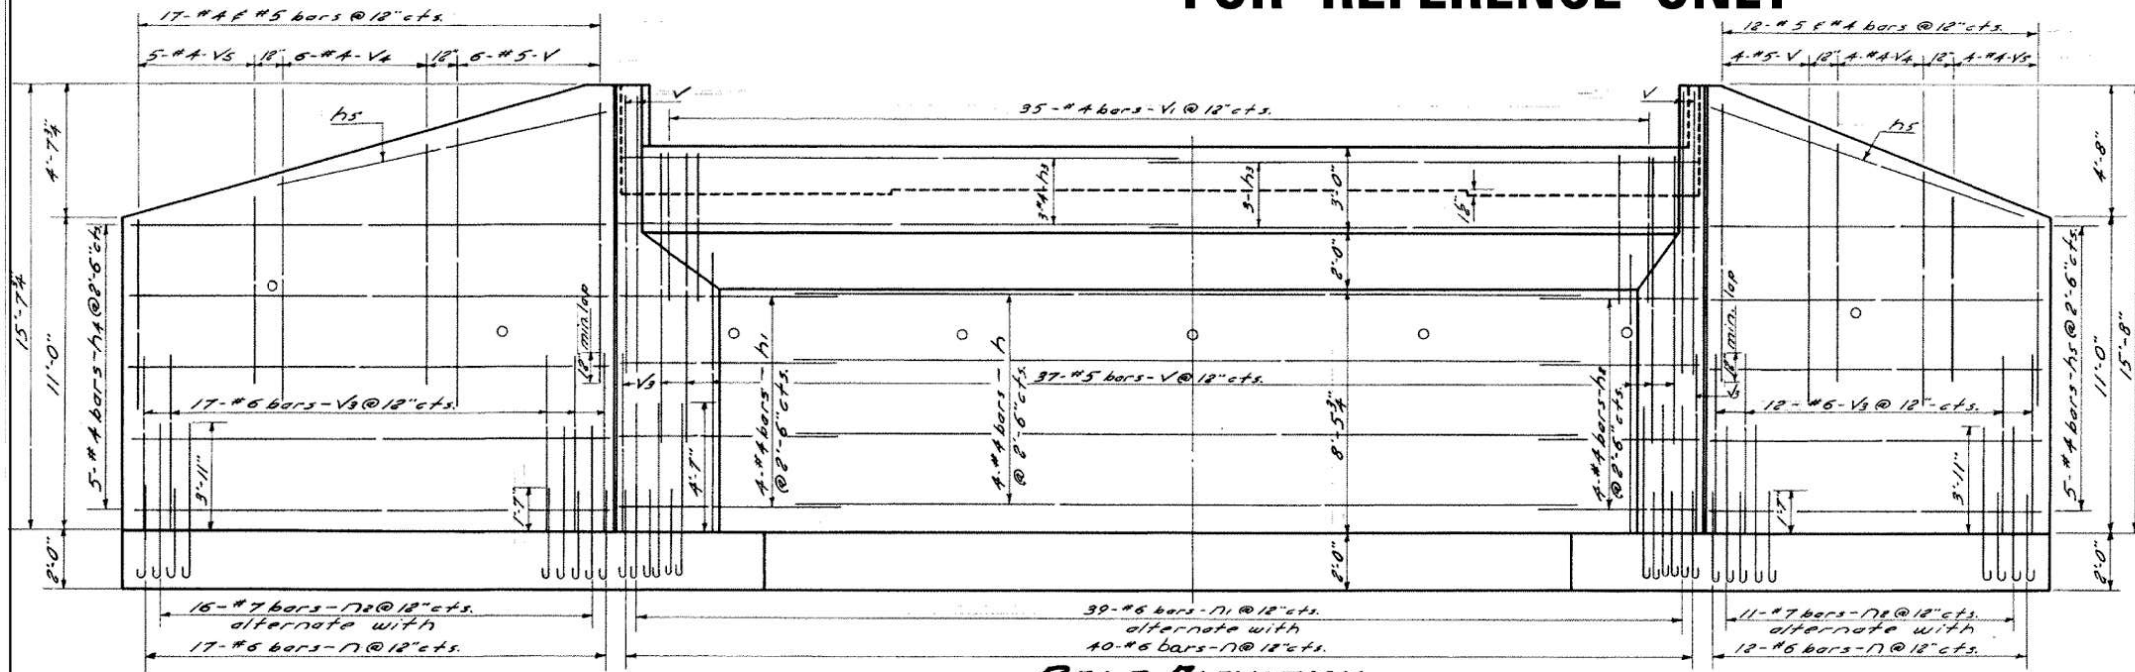 FOR REFERENCE ONLY
17-#4 & #5 bars @ 12" cts.
12-#5 & #4 bars @ 12" cts.
5-#4-V5
12"
6-#4-V4
12"
6-#5-V
4-#5-V
12"
4-#4-V4
12"
4-#4-V5
V
V
35-#4 bars-V1 @ 12" cts.
h5
h5
3-#4-h3
3-h3
3'-0"
2'-0"
4'-8"
11'-0"
11'-0"
15'-8"
2'-0"
2'-0"
2'-0"
5-#4 bars-h4 @ 2'-6" cts.
5-#4 bars-h5 @ 2'-6" cts.
18" min. lap
18" min. lap
V3
37-#5 bars-V @ 12" cts.
17-#6 bars-V3 @ 12" cts.
12-#6-V3 @ 12" cts.
4-#4 bars-h1
@ 2'-6" cts.
4-#4 bars-h
@ 2'-6" cts.
4-#4 bars-h2
@ 2'-6" cts.
8'-5¾"
3'-11"
1'-7"
4'-7"
1'-7"
3'-11"
16-#7 bars-n2 @ 12" cts.
alternate with
17-#6 bars-n @ 12" cts.
39-#6 bars-n1 @ 12" cts.
alternate with
40-#6 bars-n @ 12" cts.
11-#7 bars-n2 @ 12" cts.
alternate with
12-#6 bars-n @ 12" cts.